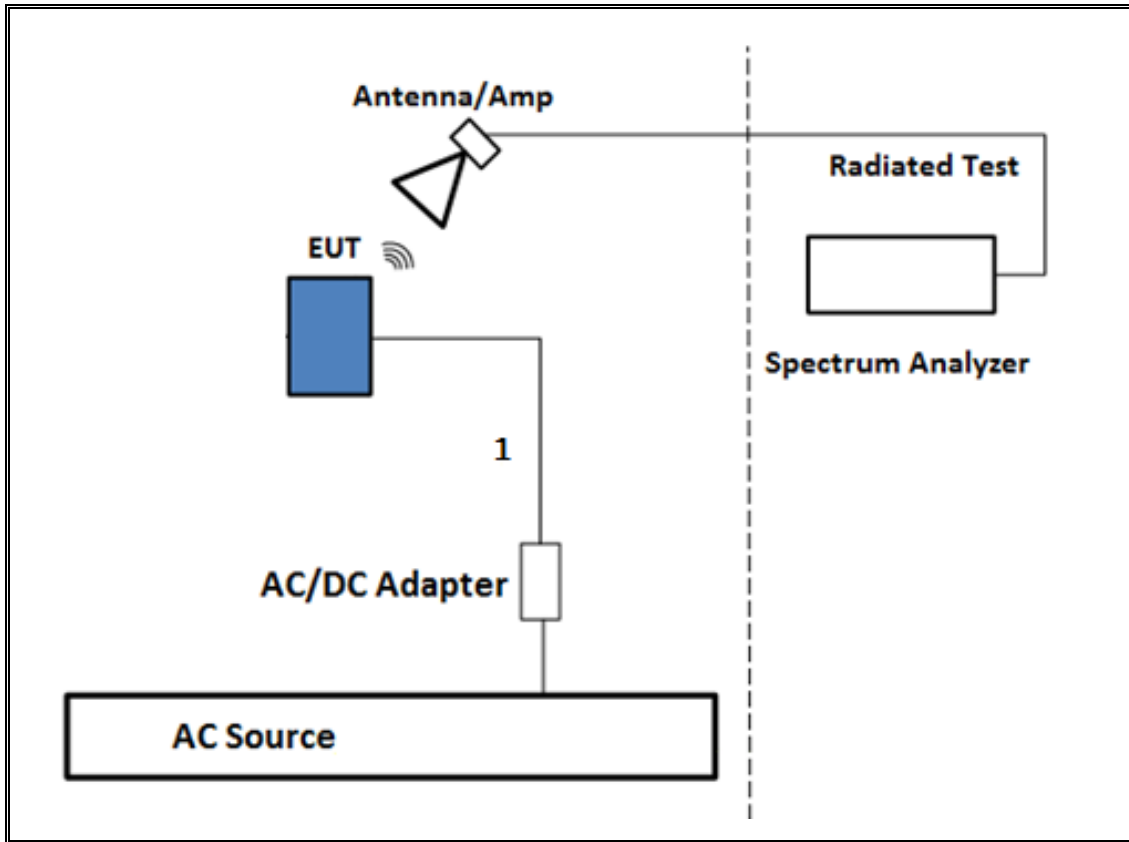 Antenna/Amp
Radiated Test
EUT
Spectrum Analyzer
1
AC/DC Adapter
AC Source